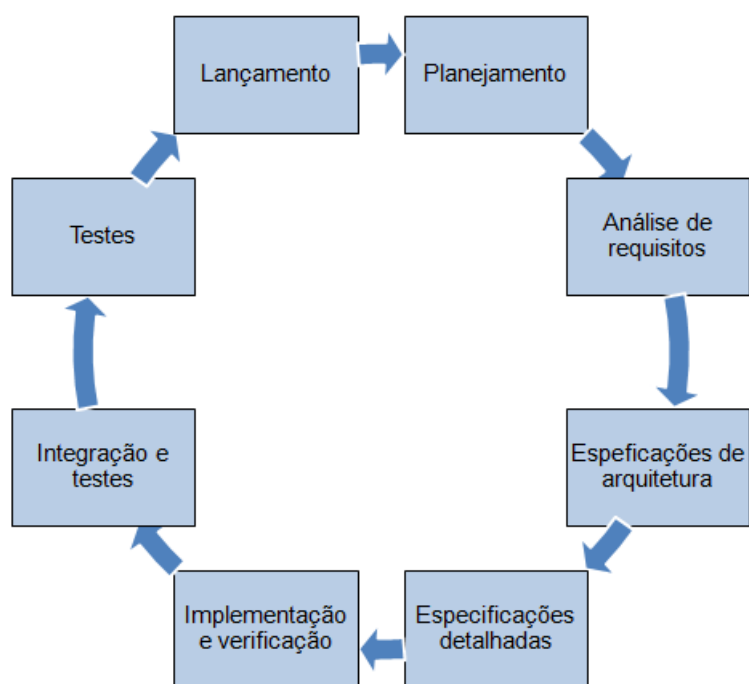 Lançamento
Planejamento
Análise de
requisitos
Espeficações de
arquitetura
Especificações
detalhadas
Implementação
e verificação
Integração e
testes
Testes